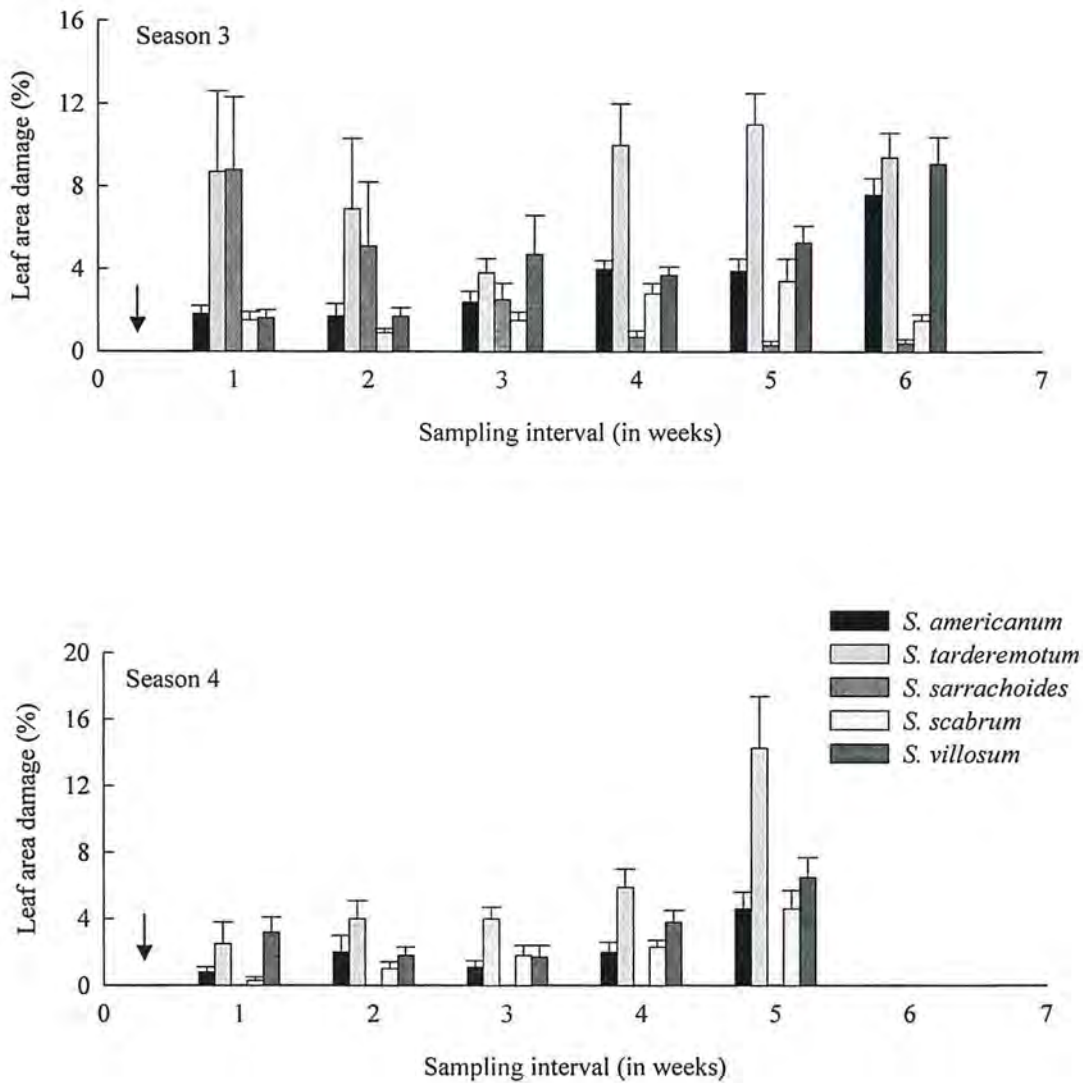 16
Season 3
12
8
4
0
Leaf area damage (%)
0 1 2 3 4 5 6 7
Sampling interval (in weeks)
S. americanum
S. tarderemotum
S. sarrachoides
S. scabrum
S. villosum
20
Season 4
16
12
8
4
0
Leaf area damage (%)
0 1 2 3 4 5 6 7
Sampling interval (in weeks)